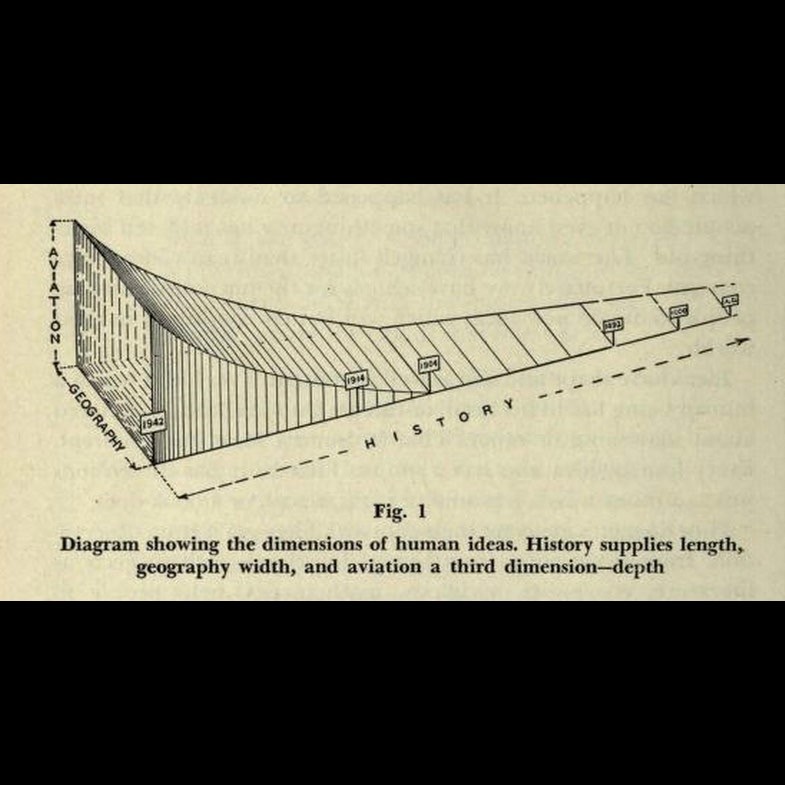 AVIATION
GEOGRAPHY
1942
1914
1904
1492
1000
A.D.
HISTORY
Fig. 1
Diagram showing the dimensions of human ideas. History supplies length,
geography width, and aviation a third dimension—depth